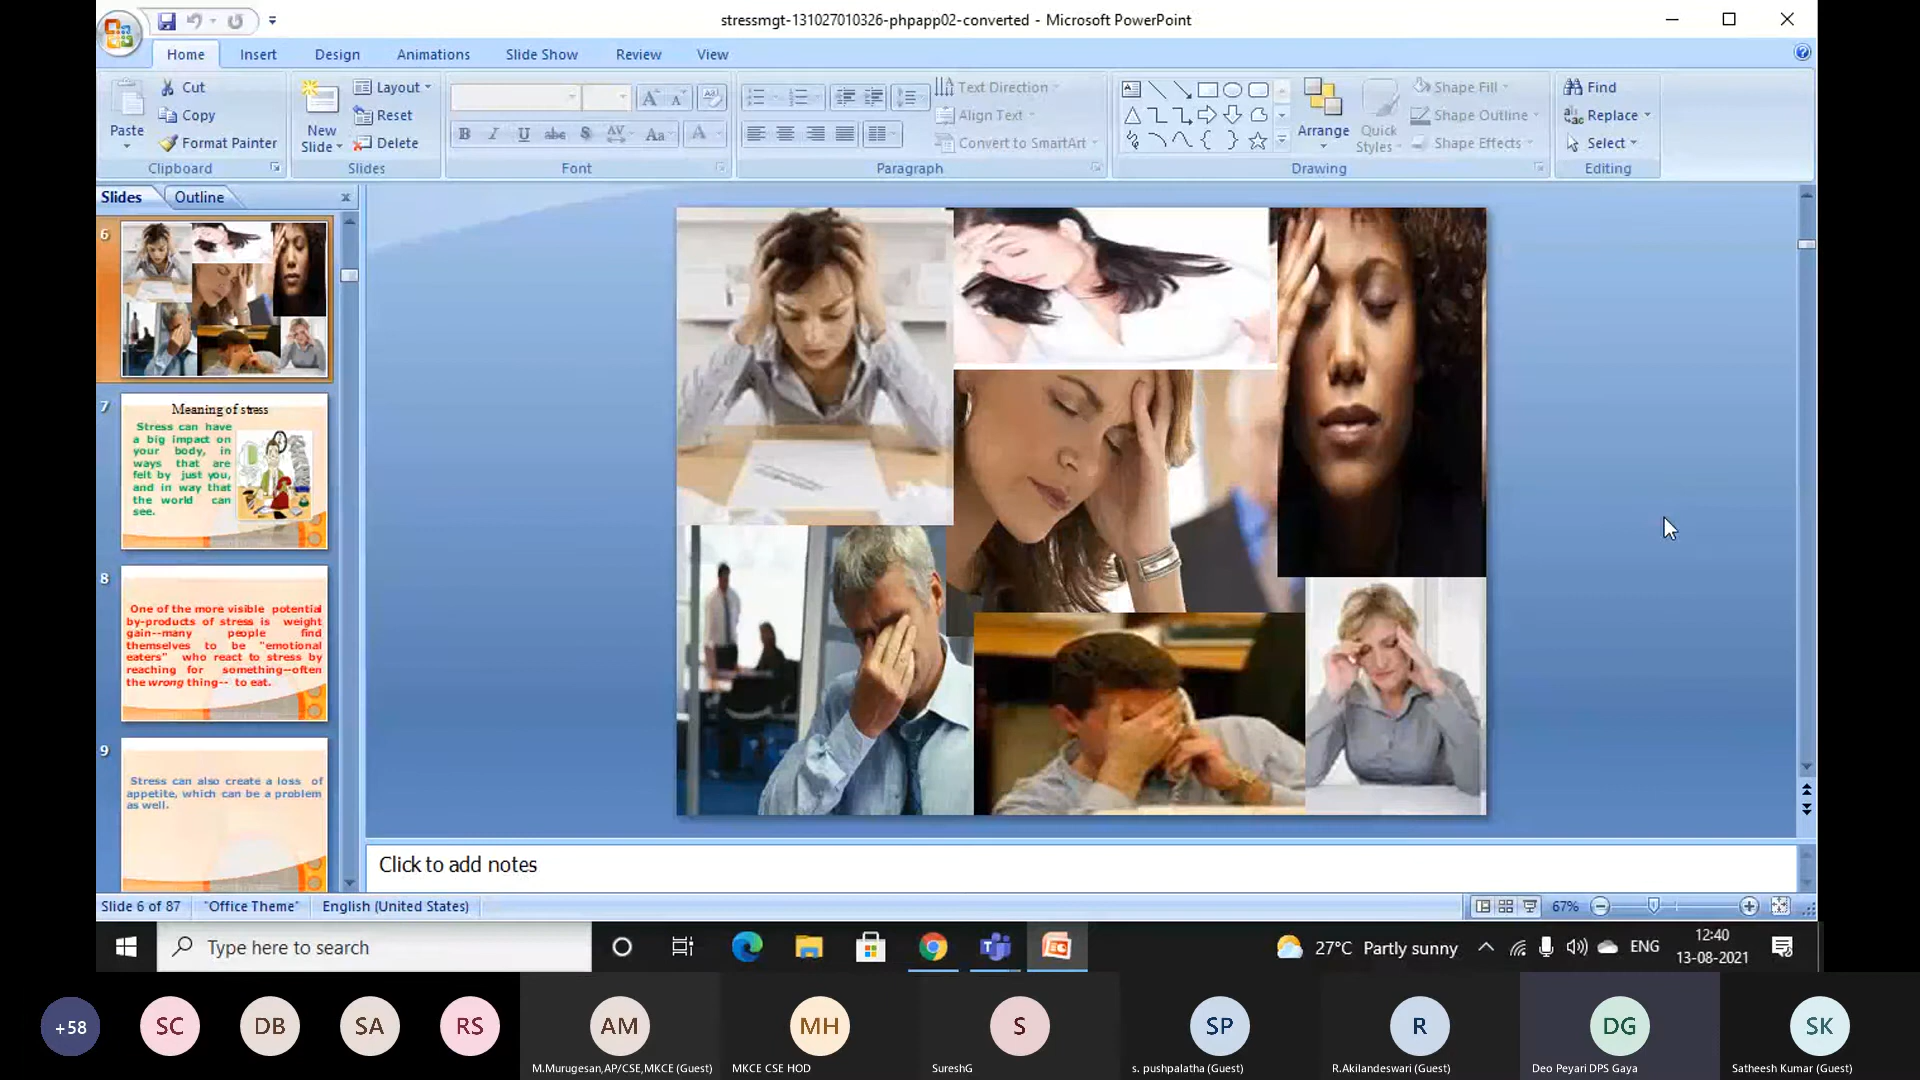 stressmgt-131027010326-phpapp02-converted - Microsoft PowerPoint
Home Insert Design Animations Slide Show Review View
Paste
Cut
Copy
Format Painter
Clipboard
New Slide
Layout
Reset
Delete
Slides
Font
Text Direction
Align Text
Convert to SmartArt
Paragraph
Arrange
Quick Styles
Shape Fill
Shape Outline
Shape Effects
Drawing
Find
Replace
Select
Editing
Slides Outline
6
7
Meaning of stress
Stress can have
a big impact on
your body, in
ways that are
felt by just you,
and in way that
the world can
see.
8
One of the more visible potential
by-products of stress is weight
gain--many people find
themselves to be "emotional
eaters" who react to stress by
reaching for something--often
the wrong thing-- to eat.
9
Stress can also create a loss of
appetite, which can be a problem
as well.
Click to add notes
Slide 6 of 87 "Office Theme" English (United States) 67%
Type here to search
27°C Partly sunny ENG
12:40
13-08-2021
+58 SC DB SA RS AM MH S SP R DG SK
M.Murugesan,AP/CSE,MKCE (Guest) MKCE CSE HOD SureshG s. pushpalatha (Guest) R.Akilandeswari (Guest) Deo Peyari DPS Gaya Satheesh Kumar (Guest)